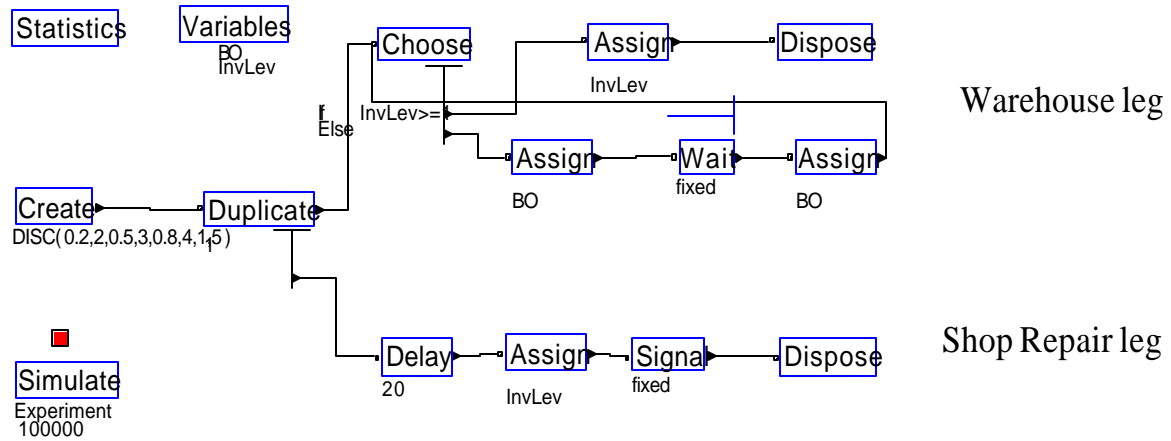 Statistics
Variables
BO
InvLev
Choose
Assign
Dispose
InvLev
Warehouse leg
If InvLev>=1
Else
Assign
Wait
Assign
BO
fixed
BO
Create
Duplicate
DISC(0.2,2,0.5,3,0.8,4,1,5)
1
Shop Repair leg
Delay
Assign
Signal
Dispose
20
InvLev
fixed
Simulate
Experiment
100000